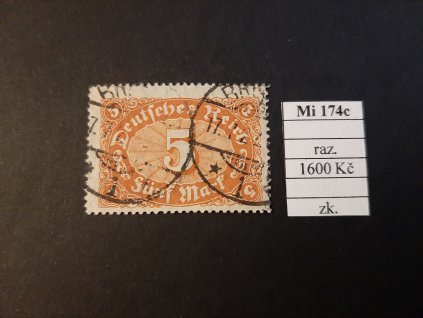 Deutsches Reich
5
Fünf Mark
Mi 174c
raz.
1600 Kč
zk.